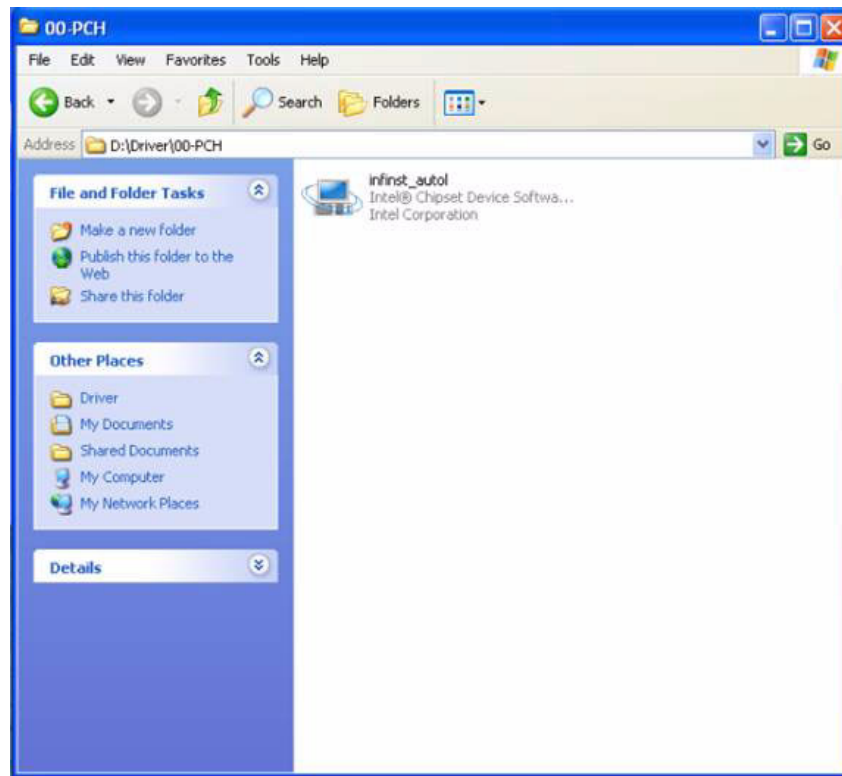 00-PCH
File Edit View Favorites Tools Help
Back Search Folders
Address D:\Driver\00-PCH Go
File and Folder Tasks
Make a new folder
Publish this folder to the
Web
Share this folder
Other Places
Driver
My Documents
Shared Documents
My Computer
My Network Places
Details
infinst_autol
Intel® Chipset Device Softwa...
Intel Corporation